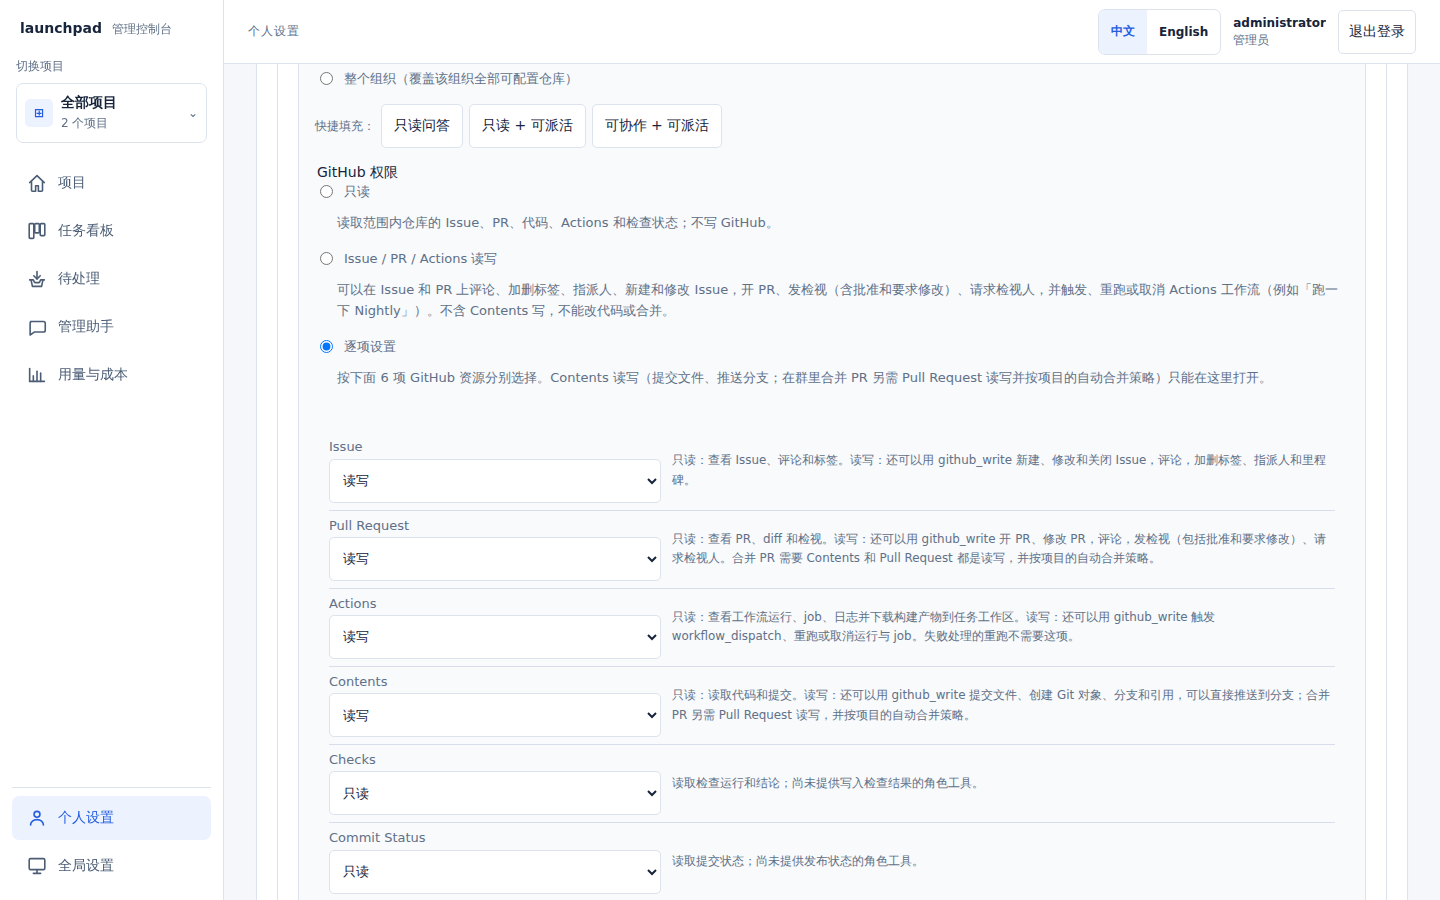 launchpad 管理控制台
切换项目
全部项目
2 个项目
项目
任务看板
待处理
管理助手
用量与成本
个人设置
全局设置
个人设置
中文 English
administrator
管理员
退出登录
整个组织（覆盖该组织全部可配置仓库）
快捷填充： 只读问答 只读 + 可派活 可协作 + 可派活
GitHub 权限
只读
读取范围内仓库的 Issue、PR、代码、Actions 和检查状态；不写 GitHub。
Issue / PR / Actions 读写
可以在 Issue 和 PR 上评论、加删标签、指派人、新建和修改 Issue，开 PR、发检视（含批准和要求修改）、请求检视人，并触发、重跑或取消 Actions 工作流（例如「跑一
下 Nightly」）。不含 Contents 写，不能改代码或合并。
逐项设置
按下面 6 项 GitHub 资源分别选择。Contents 读写（提交文件、推送分支；在群里合并 PR 另需 Pull Request 读写并按项目的自动合并策略）只能在这里打开。
Issue
读写
只读：查看 Issue、评论和标签。读写：还可以用 github_write 新建、修改和关闭 Issue，评论，加删标签、指派人和里程
碑。
Pull Request
读写
只读：查看 PR、diff 和检视。读写：还可以用 github_write 开 PR、修改 PR，评论，发检视（包括批准和要求修改）、请
求检视人。合并 PR 需要 Contents 和 Pull Request 都是读写，并按项目的自动合并策略。
Actions
读写
只读：查看工作流运行、job、日志并下载构建产物到任务工作区。读写：还可以用 github_write 触发
workflow_dispatch、重跑或取消运行与 job。失败处理的重跑不需要这项。
Contents
读写
只读：读取代码和提交。读写：还可以用 github_write 提交文件、创建 Git 对象、分支和引用，可以直接推送到分支；合并
PR 另需 Pull Request 读写，并按项目的自动合并策略。
Checks
只读
读取检查运行和结论；尚未提供写入检查结果的角色工具。
Commit Status
只读
读取提交状态；尚未提供发布状态的角色工具。